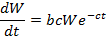 dW/dt = bcWe^{-ct}